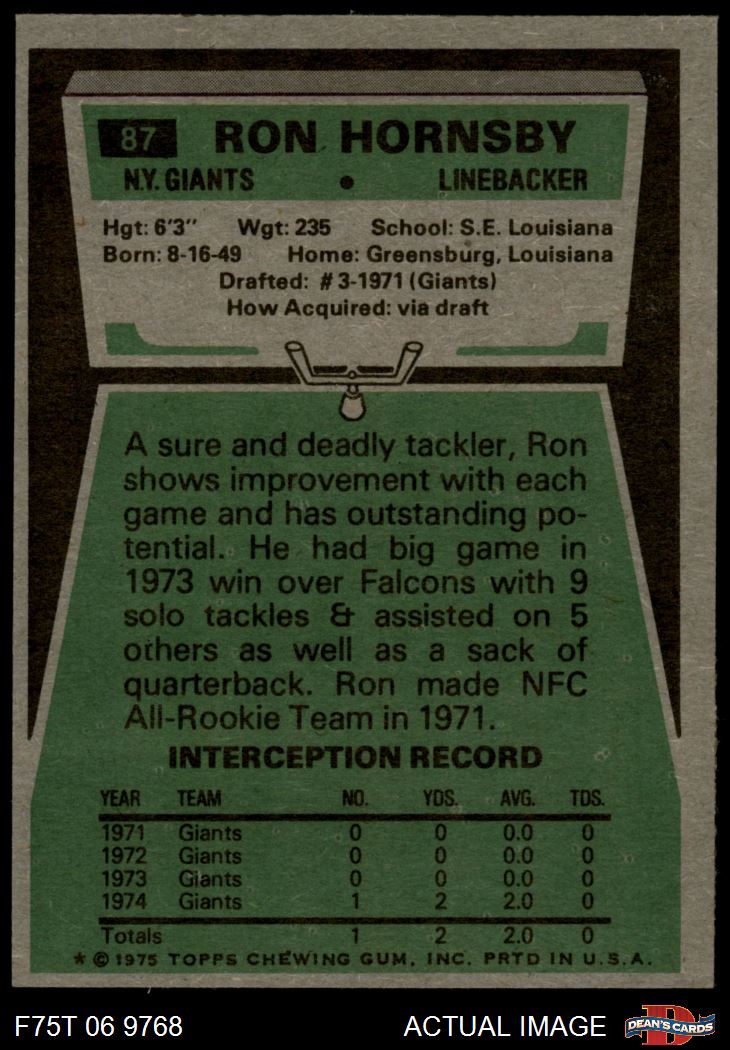 87 RON HORNSBY
N.Y. GIANTS • LINEBACKER
Hgt: 6'3" Wgt: 235 School: S.E. Louisiana
Born: 8-16-49 Home: Greensburg, Louisiana
Drafted: #3-1971 (Giants)
How Acquired: via draft
A sure and deadly tackler, Ron
shows improvement with each
game and has outstanding po-
tential. He had big game in
1973 win over Falcons with 9
solo tackles & assisted on 5
others as well as a sack of
quarterback. Ron made NFC
All-Rookie Team in 1971.
INTERCEPTION RECORD
YEAR TEAM NO. YDS. AVG. TDS.
1971 Giants 0 0 0.0 0
1972 Giants 0 0 0.0 0
1973 Giants 0 0 0.0 0
1974 Giants 1 2 2.0 0
Totals 1 2 2.0 0
* © 1975 TOPPS CHEWING GUM, INC. PRTD IN U.S.A.
F75T 06 9768 ACTUAL IMAGE D DEAN'S CARDS